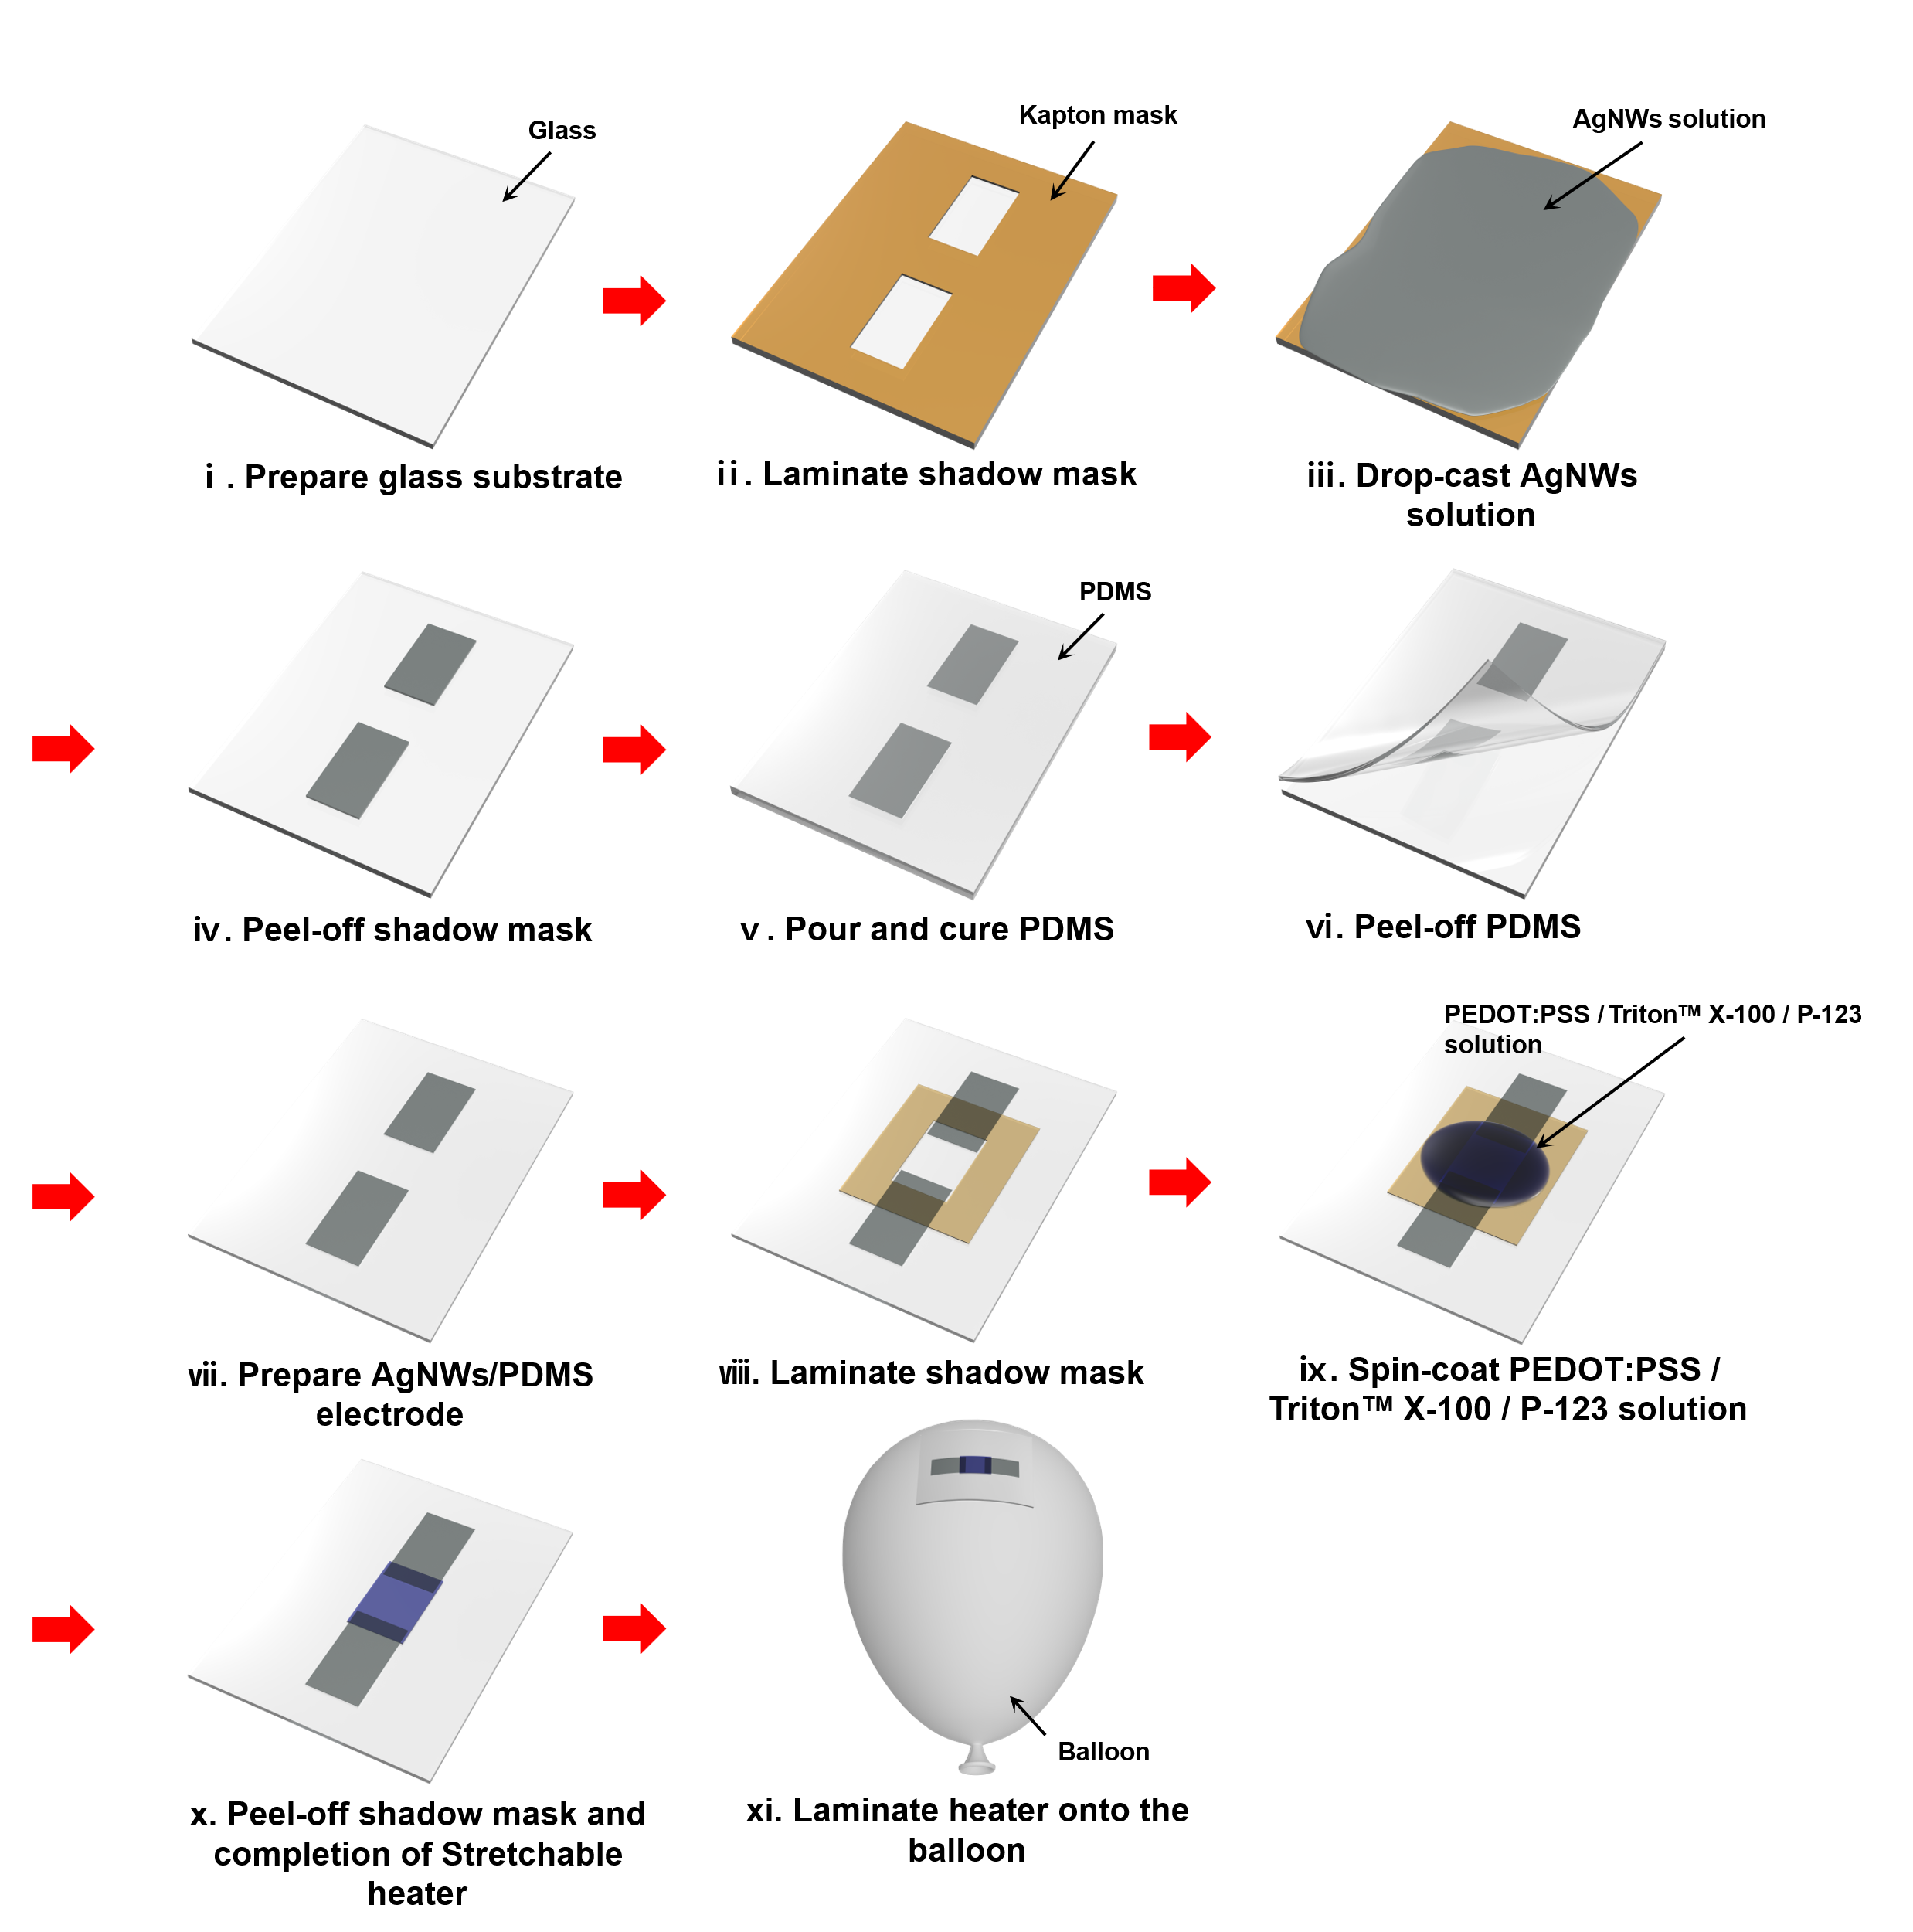 Glass
Kapton mask
AgNWs solution
i. Prepare glass substrate
ii. Laminate shadow mask
iii. Drop-cast AgNWs
solution
PDMS
iv. Peel-off shadow mask
v. Pour and cure PDMS
vi. Peel-off PDMS
PEDOT:PSS / Triton™ X-100 / P-123
solution
vii. Prepare AgNWs/PDMS
electrode
viii. Laminate shadow mask
ix. Spin-coat PEDOT:PSS /
Triton™ X-100 / P-123 solution
Balloon
x. Peel-off shadow mask and
completion of Stretchable
heater
xi. Laminate heater onto the
balloon